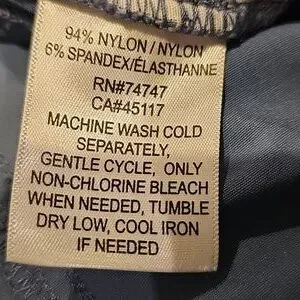 94% NYLON / NYLON
6% SPANDEX/ÉLASTHANNE
RN#74747
CA#45117
MACHINE WASH COLD
SEPARATELY,
GENTLE CYCLE, ONLY
NON-CHLORINE BLEACH
WHEN NEEDED, TUMBLE
DRY LOW, COOL IRON
IF NEEDED